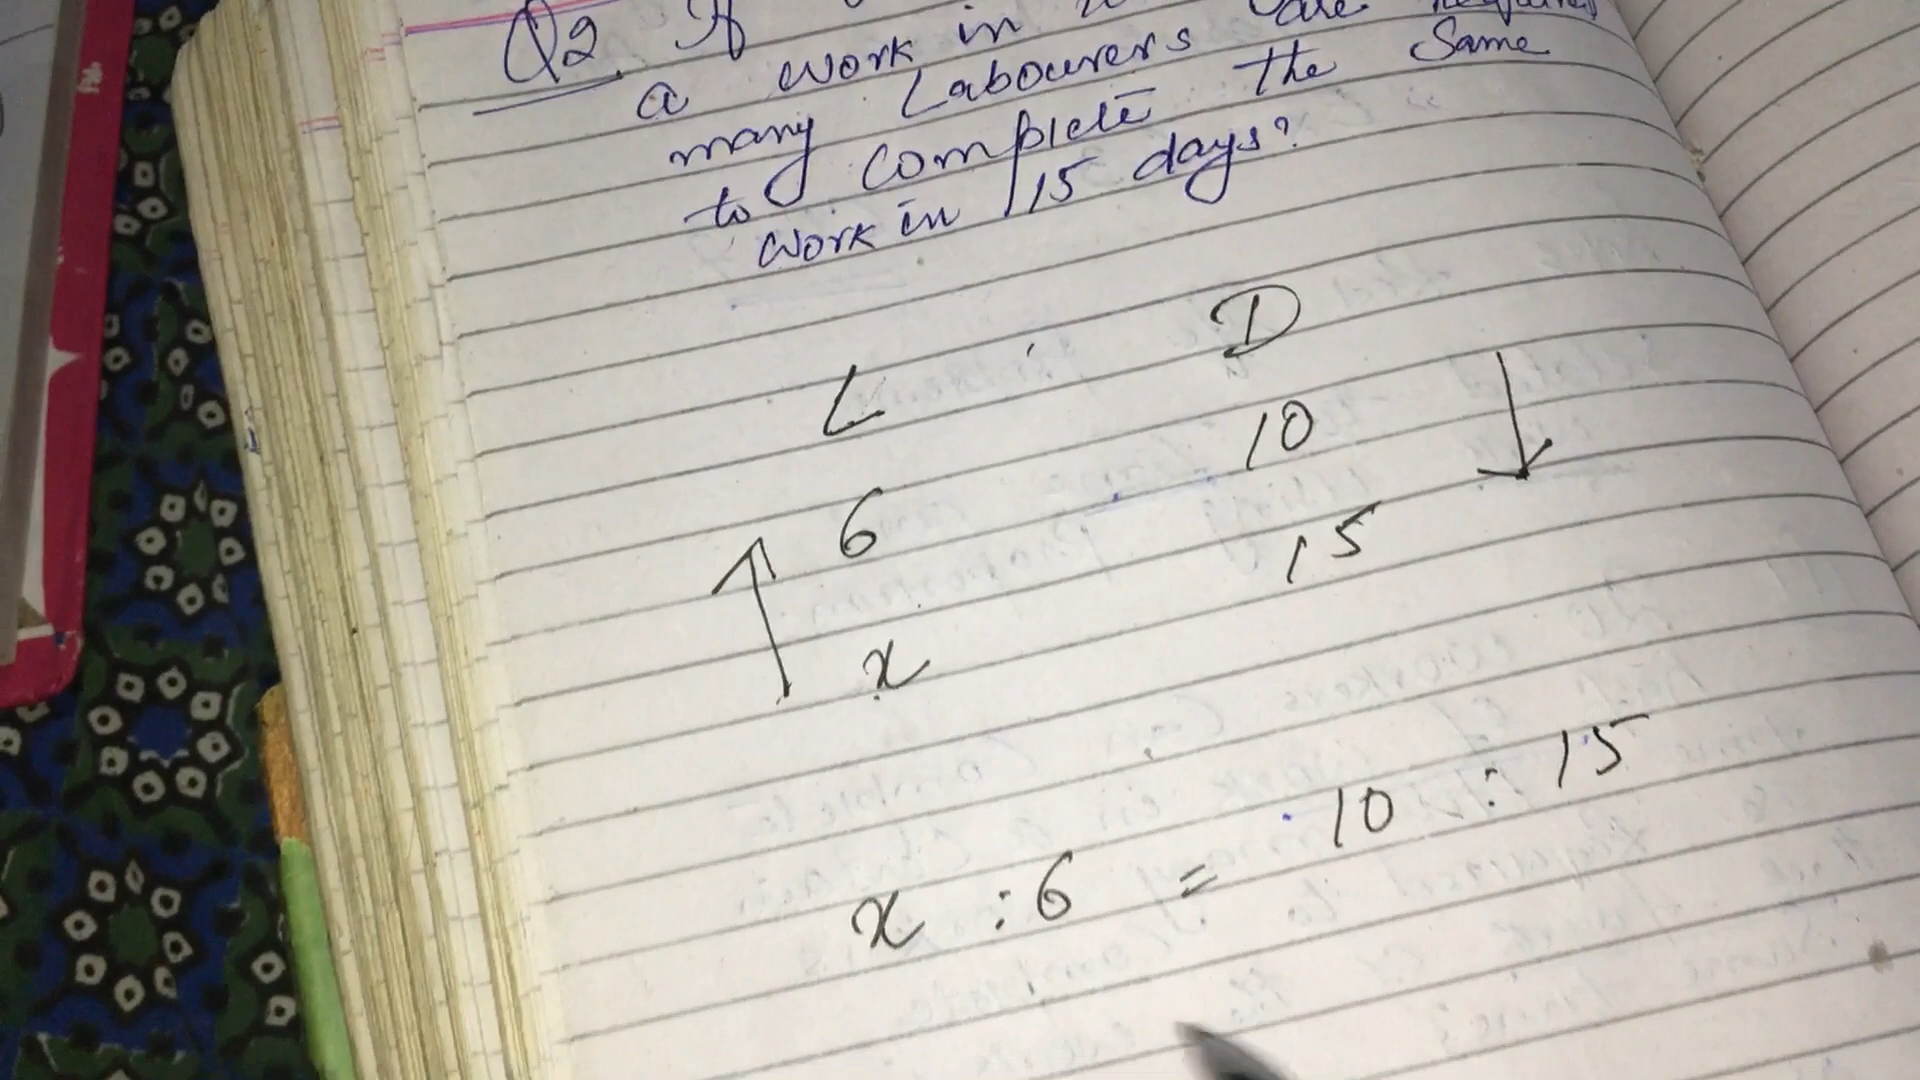 Q2 If
a work in
many Labourers are required
to complete the same
work in 15 days?
L D
6 10
x 15
x : 6 = 10 : 15